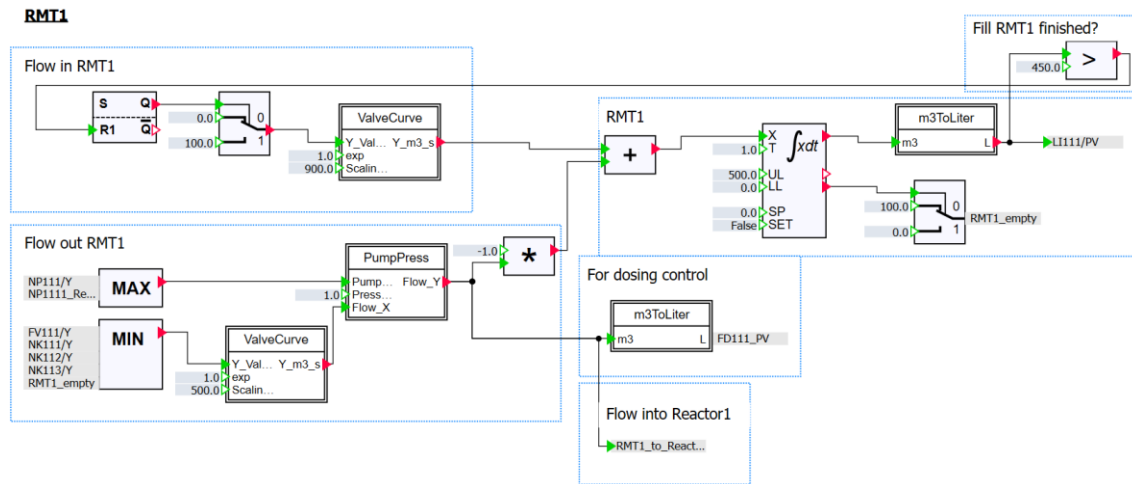 RMT1
Fill RMT1 finished?
450.0
>
Flow in RMT1
S Q
R1 Q
0.0
100.0
0
1
ValveCurve
Y_Val... Y_m3_s
1.0
exp
900.0
Scalin...
RMT1
+
X
1.0
T
∫xdt
500.0
UL
0.0
LL
0.0
SP
False
SET
m3ToLiter
m3 L
LI111/PV
100.0
0.0
0
1
RMT1_empty
Flow out RMT1
NP111/Y
NP1111_Re...
MAX
FV111/Y
NK111/Y
NK112/Y
NK113/Y
RMT1_empty
MIN
ValveCurve
Y_Val... Y_m3_s
1.0
exp
500.0
Scalin...
PumpPress
Pump... Flow_Y
1.0
Press...
Flow_X
-1.0
*
For dosing control
m3ToLiter
m3 L
FD111_PV
Flow into Reactor1
RMT1_to_React...